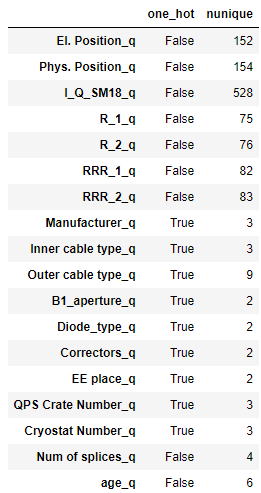 one_hot nunique
El. Position_q False 152
Phys. Position_q False 154
I_Q_SM18_q False 528
R_1_q False 75
R_2_q False 76
RRR_1_q False 82
RRR_2_q False 83
Manufacturer_q True 3
Inner cable type_q True 3
Outer cable type_q True 9
B1_aperture_q True 2
Diode_type_q True 2
Correctors_q True 2
EE place_q True 2
QPS Crate Number_q True 3
Cryostat Number_q True 3
Num of splices_q False 4
age_q False 6